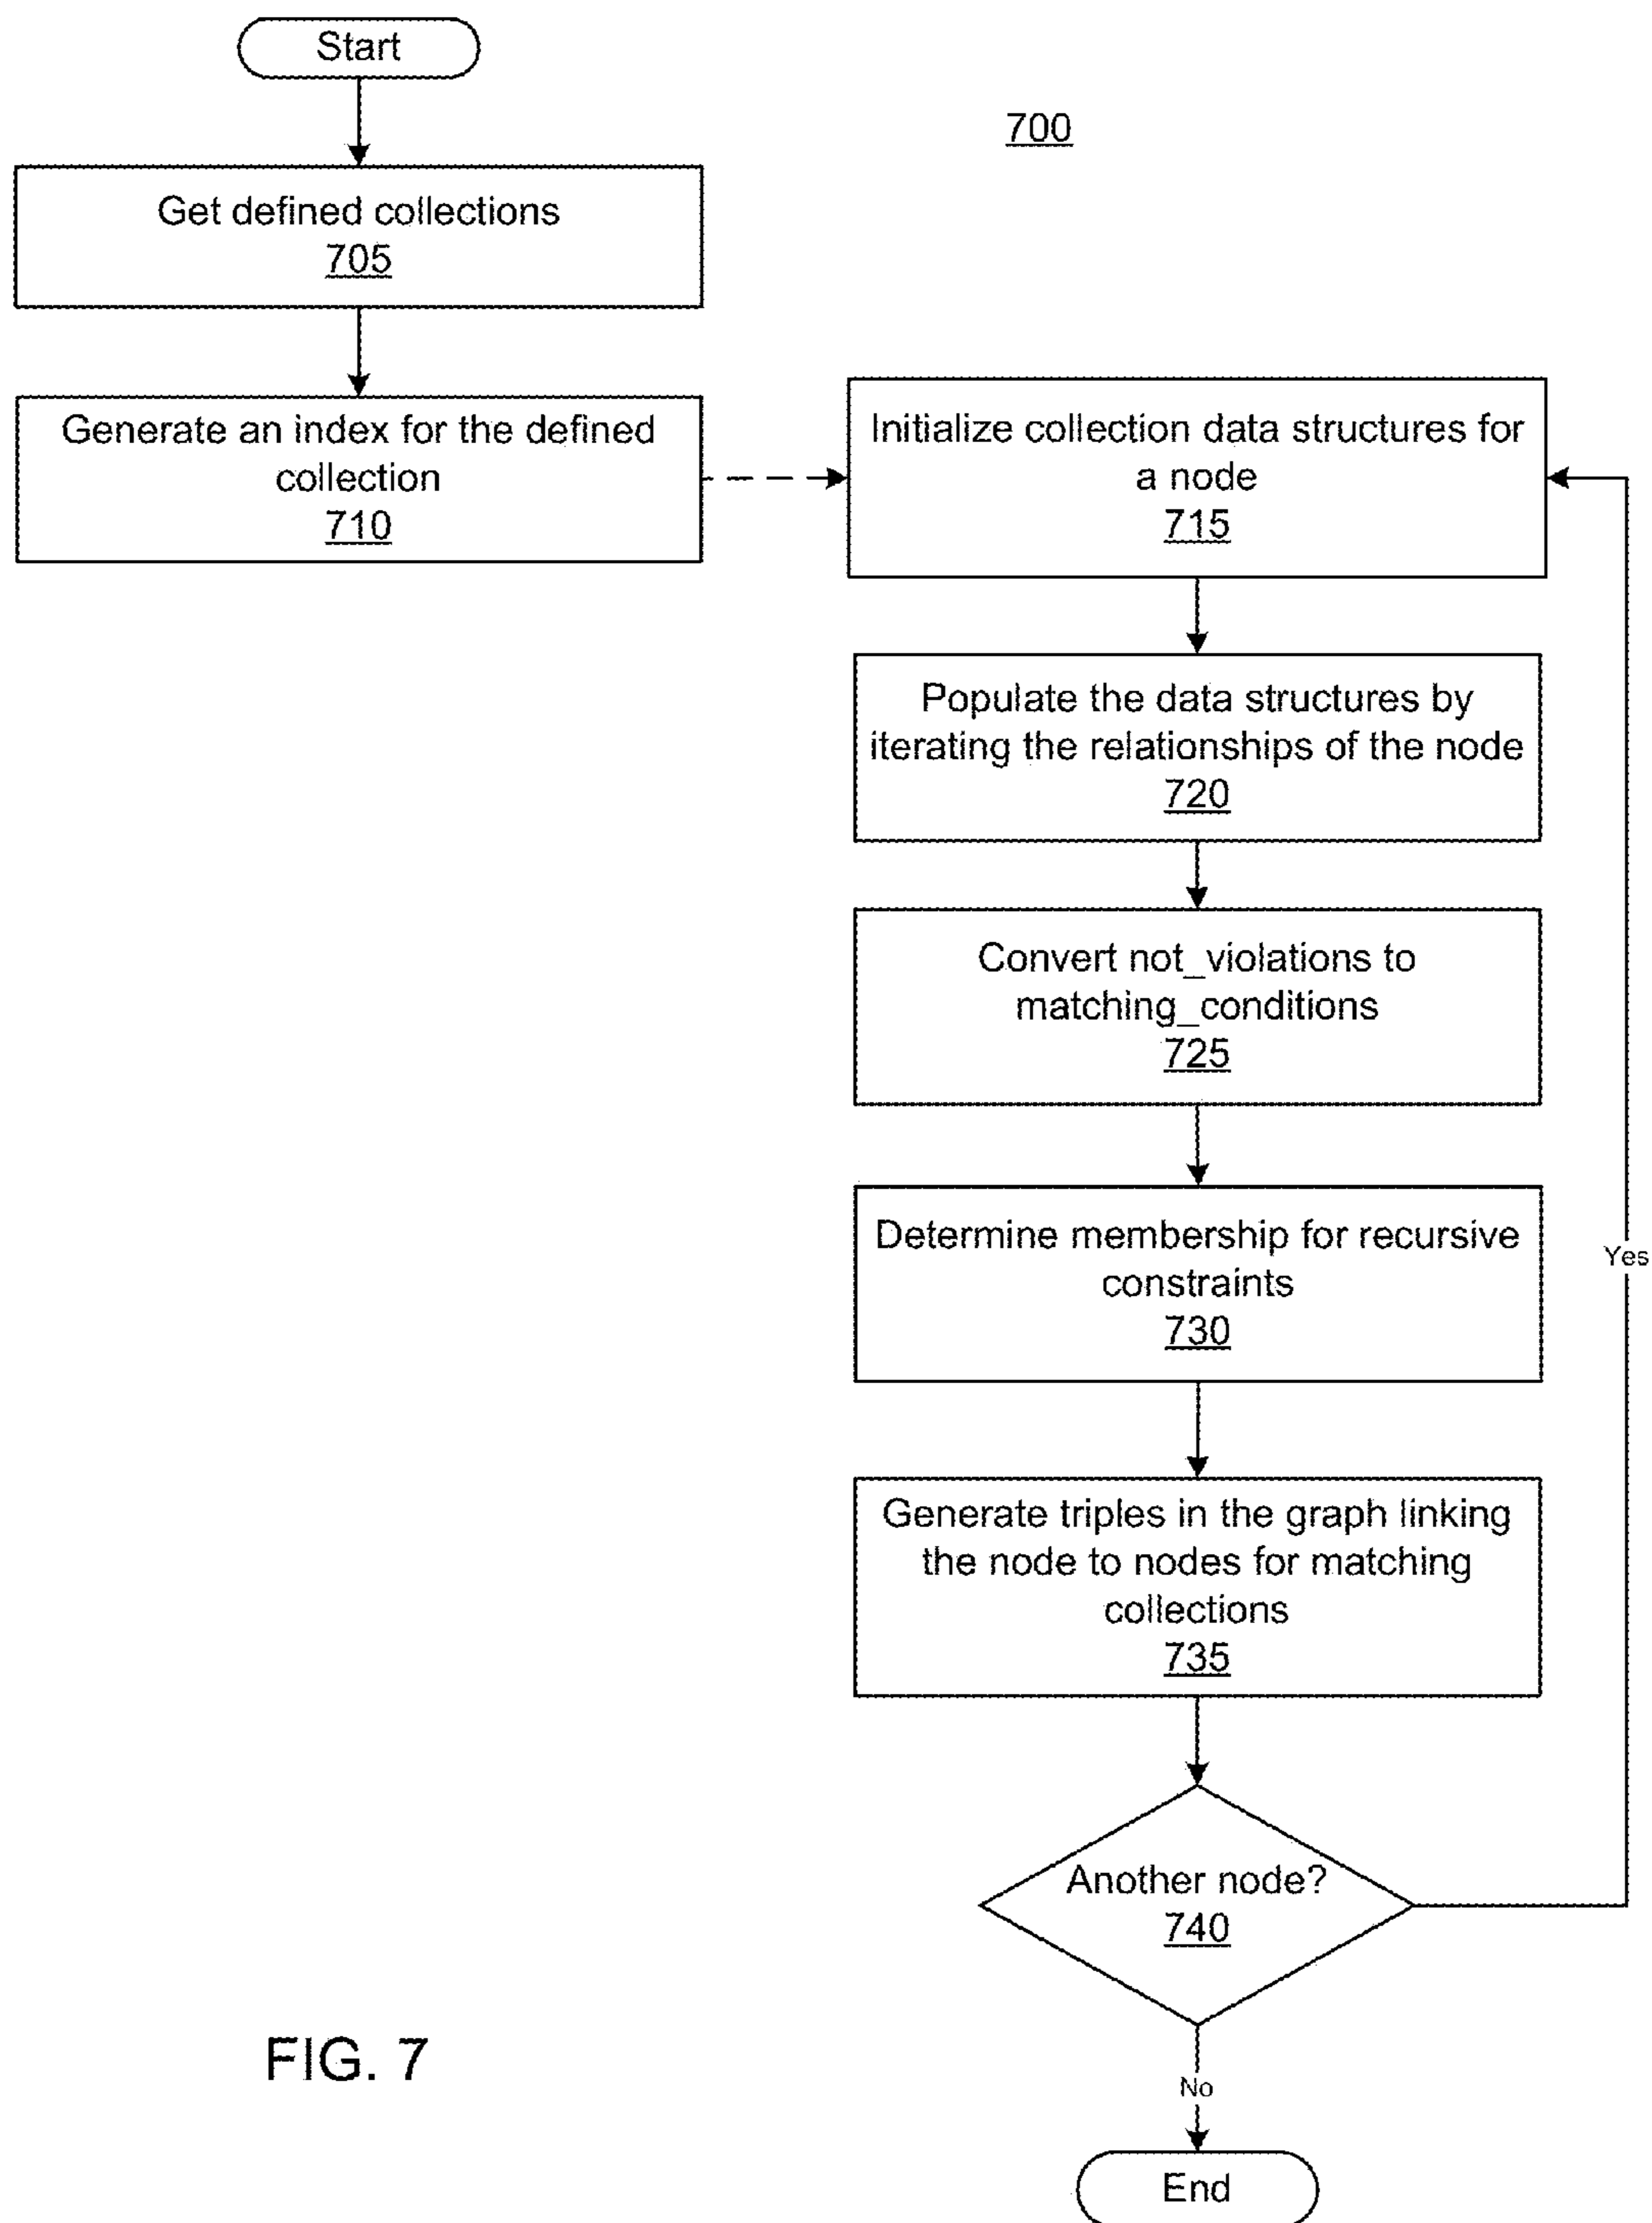 Start
700
Get defined collections
705
Generate an index for the defined
collection
710
Initialize collection data structures for
a node
715
Populate the data structures by
iterating the relationships of the node
720
Convert not_violations to
matching_conditions
725
Determine membership for recursive
constraints
730
Yes
Generate triples in the graph linking
the node to nodes for matching
collections
735
Another node?
740
No
End
FIG. 7